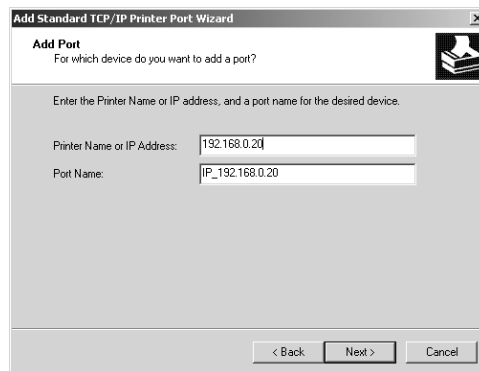 Add Standard TCP/IP Printer Port Wizard
Add Port
For which device do you want to add a port?
Enter the Printer Name or IP address, and a port name for the desired device.
Printer Name or IP Address: 192.168.0.20
Port Name: IP_192.168.0.20
< Back Next > Cancel